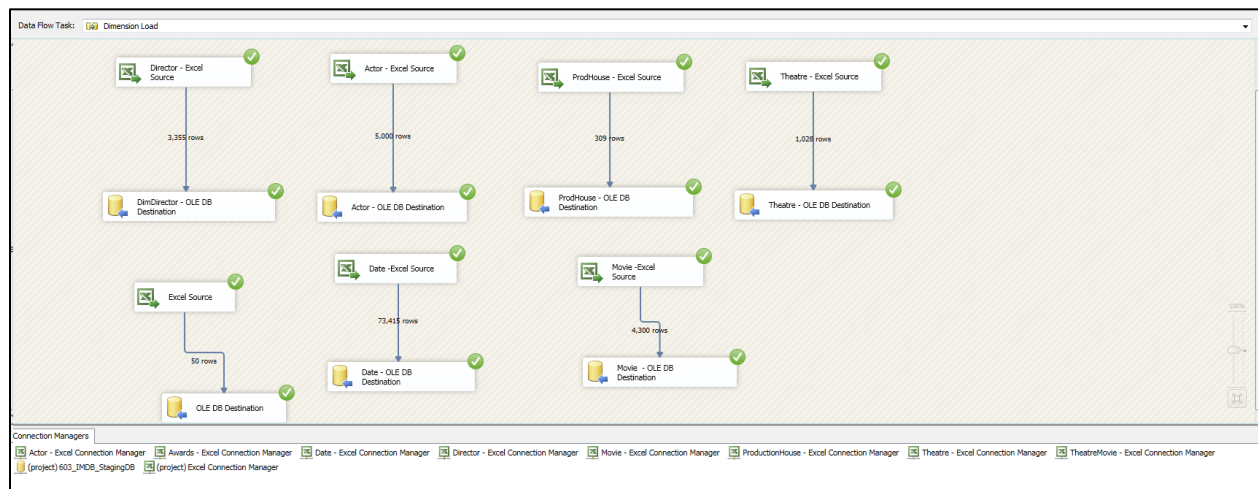 Data Flow Task: Dimension Load
Director - Excel
Source
Actor - Excel Source
ProdHouse - Excel Source
Theatre - Excel Source
3,355 rows
5,000 rows
309 rows
1,028 rows
DimDirector - OLE DB
Destination
Actor - OLE DB Destination
ProdHouse - OLE DB
Destination
Theatre - OLE DB Destination
Excel Source
Date -Excel Source
Movie -Excel
Source
50 rows
73,415 rows
4,300 rows
OLE DB Destination
Date - OLE DB
Destination
Movie - OLE DB
Destination
100%
Connection Managers
Actor - Excel Connection Manager Awards - Excel Connection Manager Date - Excel Connection Manager Director - Excel Connection Manager Movie - Excel Connection Manager ProductionHouse - Excel Connection Manager Theatre - Excel Connection Manager TheatreMovie - Excel Connection Manager
(project) 603_IMDB_StagingDB (project) Excel Connection Manager